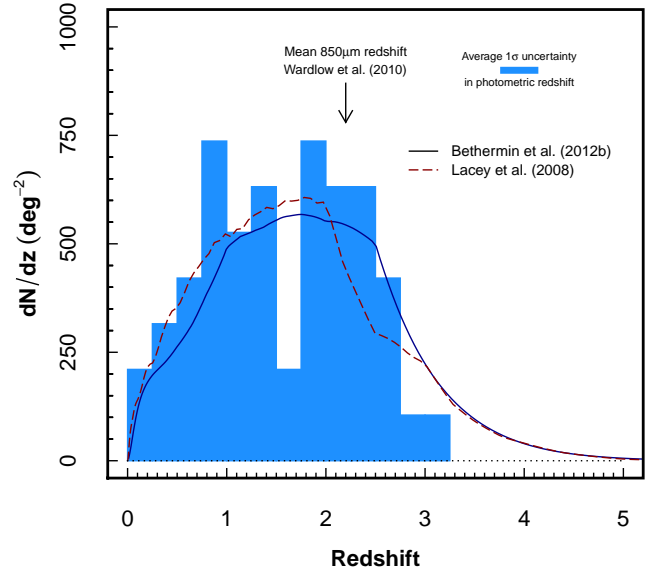 1000
750
500
250
0
dN/dz (deg⁻²)
Mean 850μm redshift
Wardlow et al. (2010)
Average 1σ uncertainty
in photometric redshift
Bethermin et al. (2012b)
Lacey et al. (2008)
0 1 2 3 4 5
Redshift